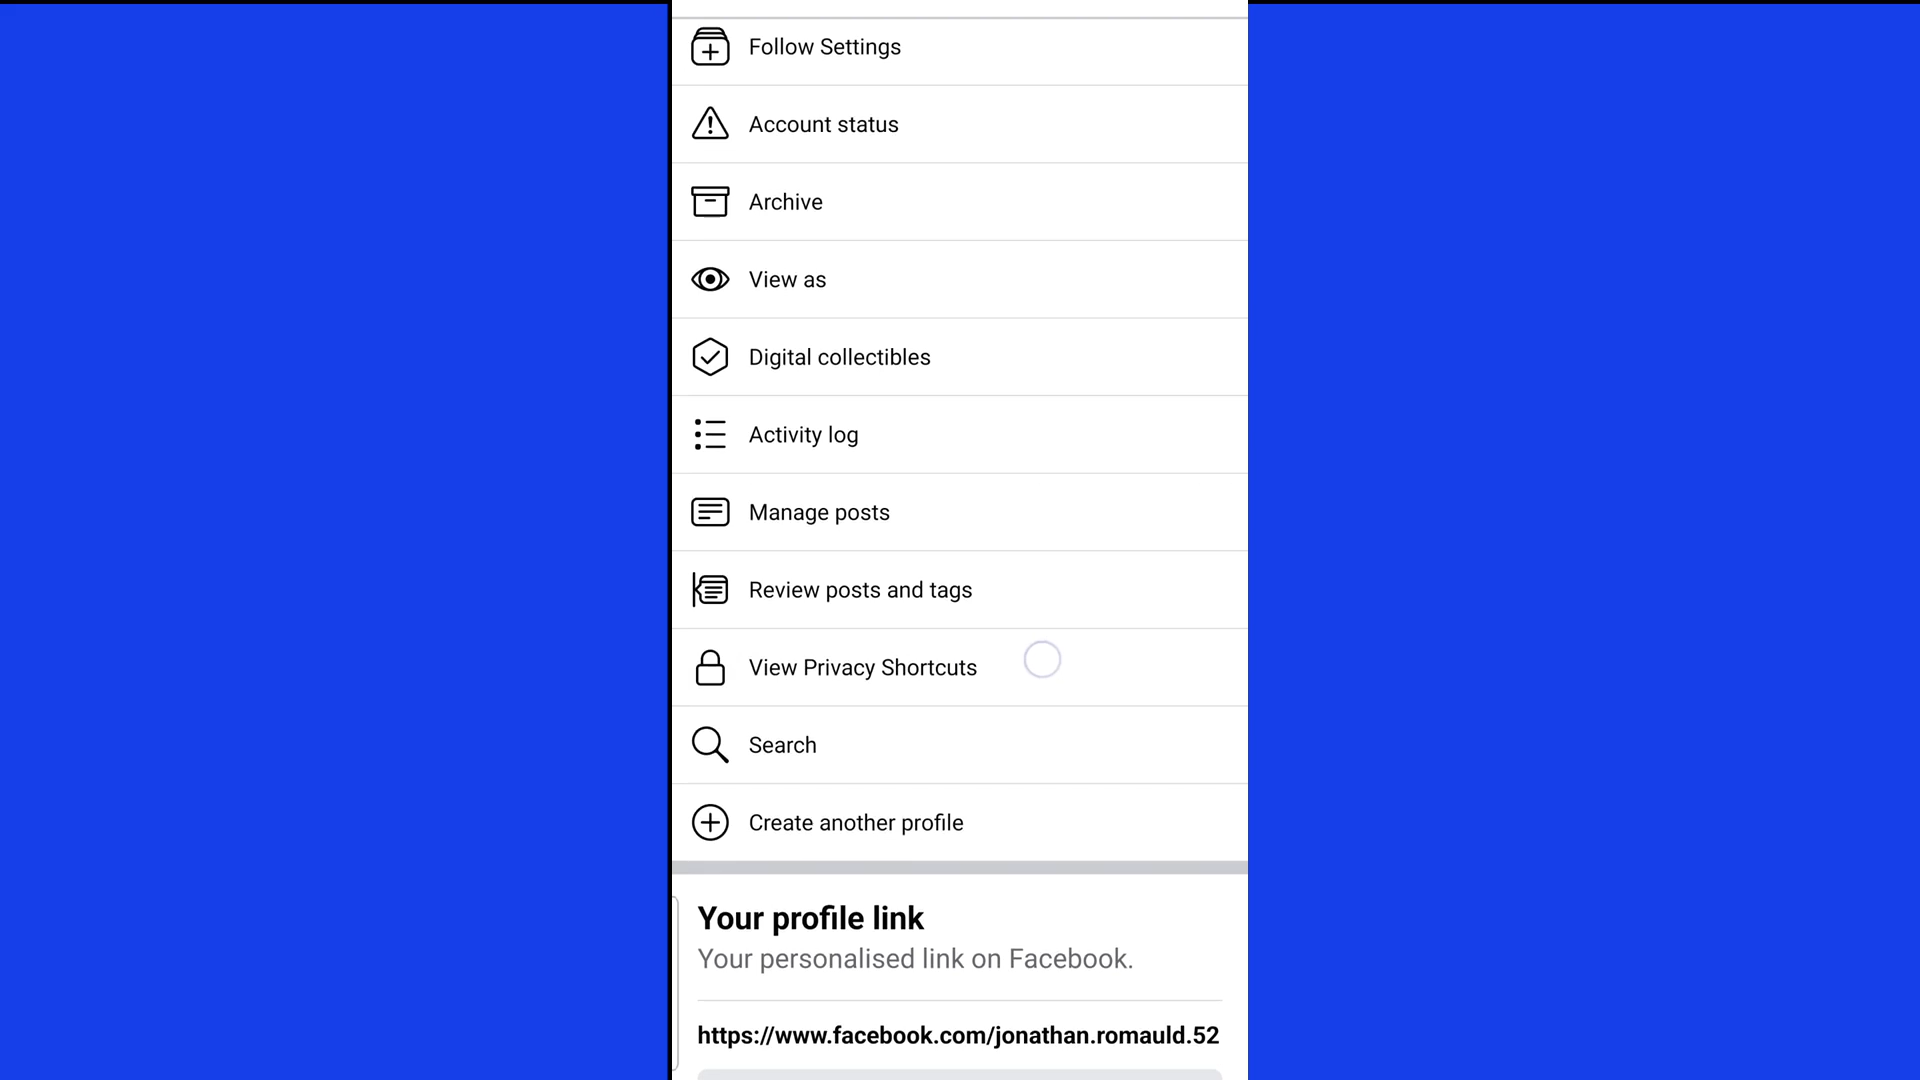 Follow Settings
Account status
Archive
View as
Digital collectibles
Activity log
Manage posts
Review posts and tags
View Privacy Shortcuts
Search
Create another profile
Your profile link
Your personalised link on Facebook.
https://www.facebook.com/jonathan.romauld.52